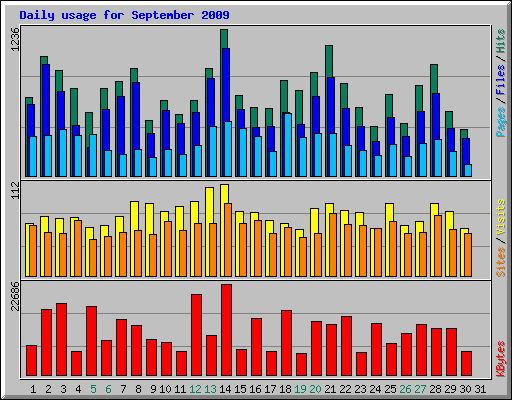 Daily usage for September 2009
1236
Pages / Files / Hits
112
Sites / Visits
22686
KBytes
1 2 3 4 5 6 7 8 9 10 11 12 13 14 15 16 17 18 19 20 21 22 23 24 25 26 27 28 29 30 31